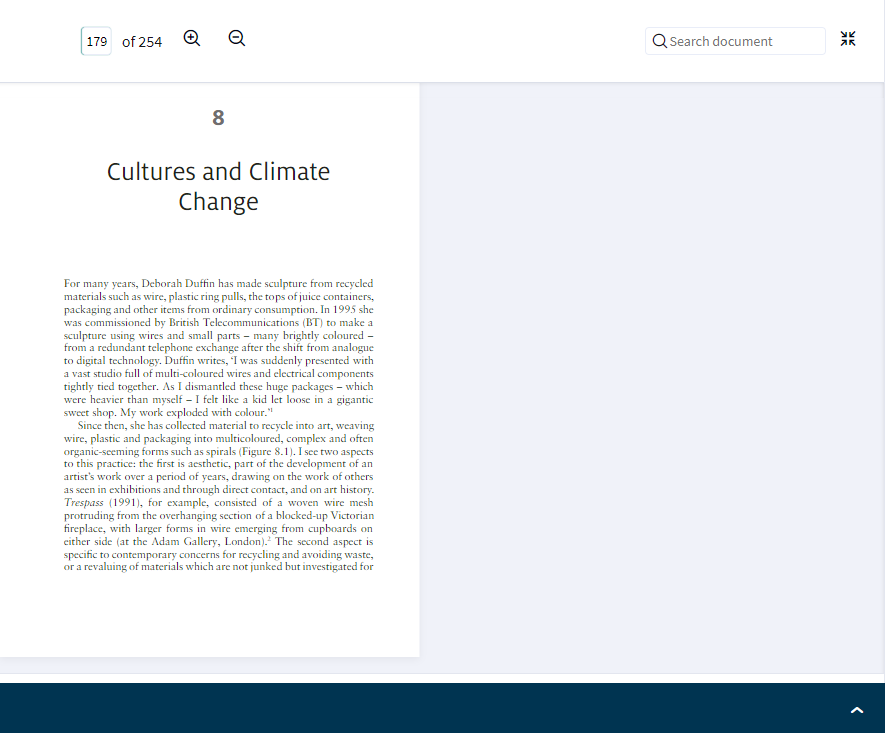 179 of 254
Search document
8
Cultures and Climate
Change
For many years, Deborah Duffin has made sculpture from recycled
materials such as wire, plastic ring pulls, the tops of juice containers,
packaging and other items from ordinary consumption. In 1995 she
was commissioned by British Telecommunications (BT) to make a
sculpture using wires and small parts – many brightly coloured –
from a redundant telephone exchange after the shift from analogue
to digital technology. Duffin writes, ‘I was suddenly presented with
a vast studio full of multi-coloured wires and electrical components
tightly tied together. As I dismantled these huge packages – which
were heavier than myself – I felt like a kid let loose in a gigantic
sweet shop. My work exploded with colour.’1
Since then, she has collected material to recycle into art, weaving
wire, plastic and packaging into multicoloured, complex and often
organic-seeming forms such as spirals (Figure 8.1). I see two aspects
to this practice: the first is aesthetic, part of the development of an
artist’s work over a period of years, drawing on the work of others
as seen in exhibitions and through direct contact, and on art history.
Trespass (1991), for example, consisted of a woven wire mesh
protruding from the overhanging section of a blocked-up Victorian
fireplace, with larger forms in wire emerging from cupboards on
either side (at the Adam Gallery, London).2 The second aspect is
specific to contemporary concerns for recycling and avoiding waste,
or a revaluing of materials which are not junked but investigated for